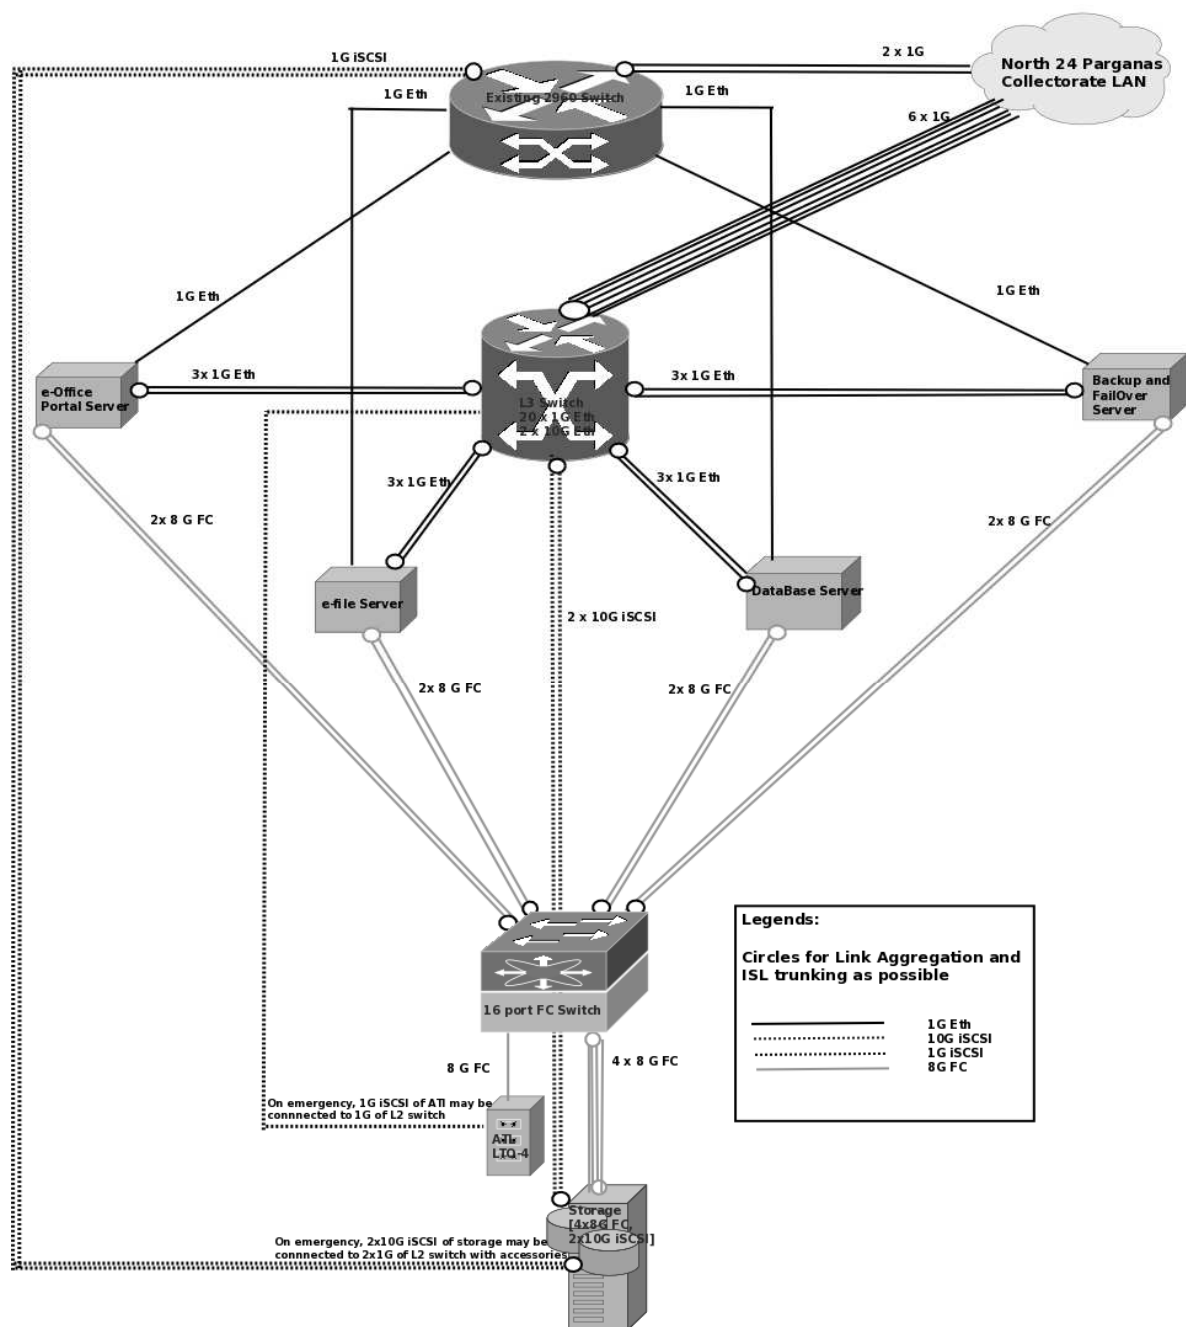 1G iSCSI
2 x 1G
North 24 Parganas
Collectorate LAN
1G Eth
Existing 2960 Switch
1G Eth
6 x 1G
1G Eth
1G Eth
e-Office
Portal Server
3x 1G Eth
3x 1G Eth
Backup and
FailOver
Server
L3 Switch
20 x 1G Eth
2 x 10G Eth
3x 1G Eth
3x 1G Eth
2x 8 G FC
2x 8 G FC
e-file Server
DataBase Server
2 x 10G iSCSI
2x 8 G FC
2x 8 G FC
Legends:
Circles for Link Aggregation and
ISL trunking as possible
1G Eth
10G iSCSI
1G iSCSI
8G FC
16 port FC Switch
8 G FC
4 x 8 G FC
On emergency, 1G iSCSI of ATl may be
connnected to 1G of L2 switch
ATL
LTO-4
Storage
[4x8G FC,
2x10G iSCSI]
On emergency, 2x10G iSCSI of storage may be
connnected to 2x1G of L2 switch with accessories